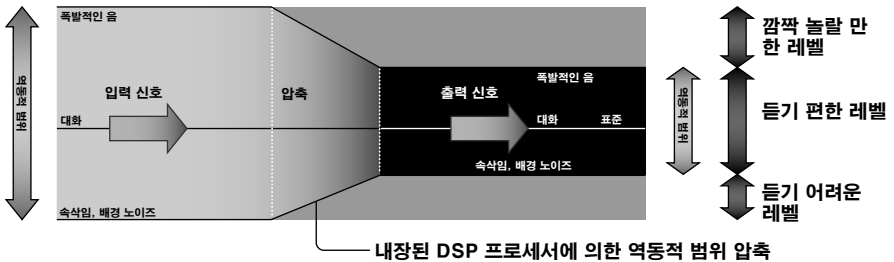 폭발적인 음
역동적 범위
입력 신호
압축
대화
속삭임, 배경 노이즈
출력 신호
폭발적인 음
대화
표준
속삭임, 배경 노이즈
역동적 범위
깜짝 놀랄 만
한 레벨
듣기 편한 레벨
듣기 어려운
레벨
내장된 DSP 프로세서에 의한 역동적 범위 압축